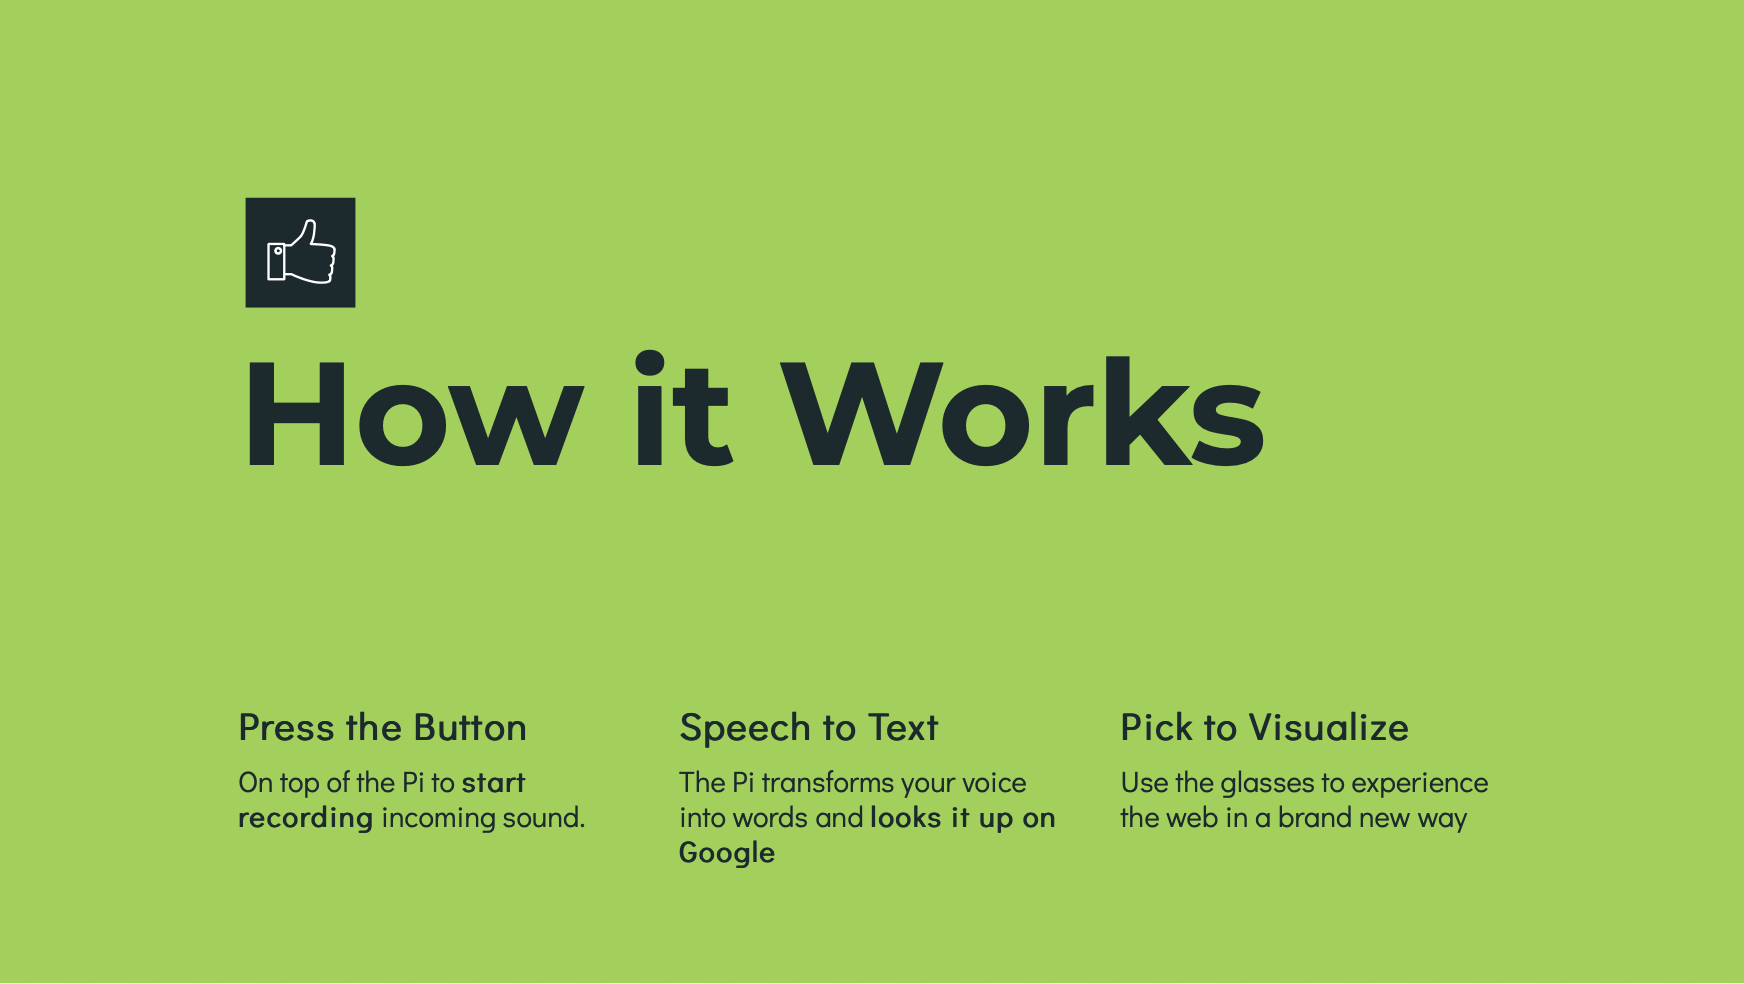 How it Works
Press the Button
On top of the Pi to start
recording incoming sound.
Speech to Text
The Pi transforms your voice
into words and looks it up on
Google
Pick to Visualize
Use the glasses to experience
the web in a brand new way